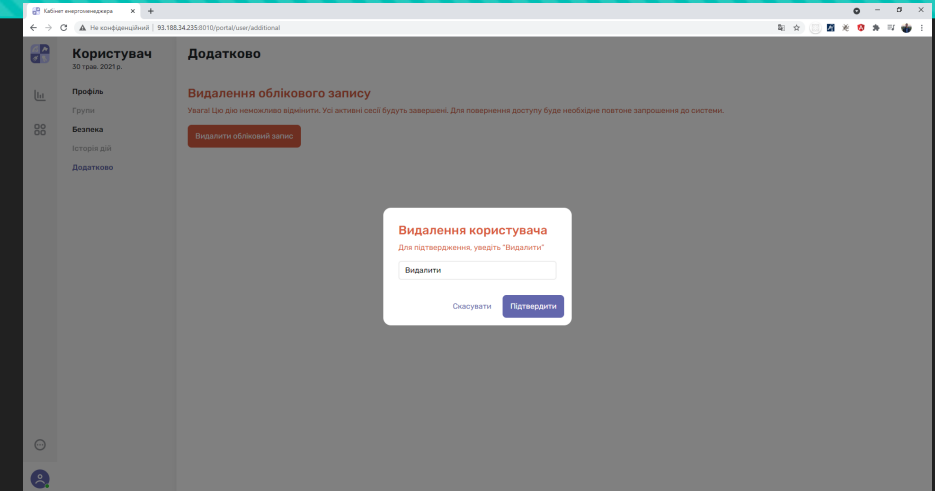 Кабінет енергоменеджера
Не конфіденційний | 93.188.34.235:8010/portal/user/additional
Користувач
30 трав. 2021 р.
Профіль
Групи
Безпека
Історія дій
Додатково
Додатково
Видалення облікового запису
Увага! Цю дію неможливо відмінити. Усі активні сесії будуть завершені. Для повернення доступу буде необхідне повтоне запрошення до системи.
Видалити обліковий запис
Видалення користувача
Для підтвердження, уведіть "Видалити"
Видалити
Скасувати
Підтвердити